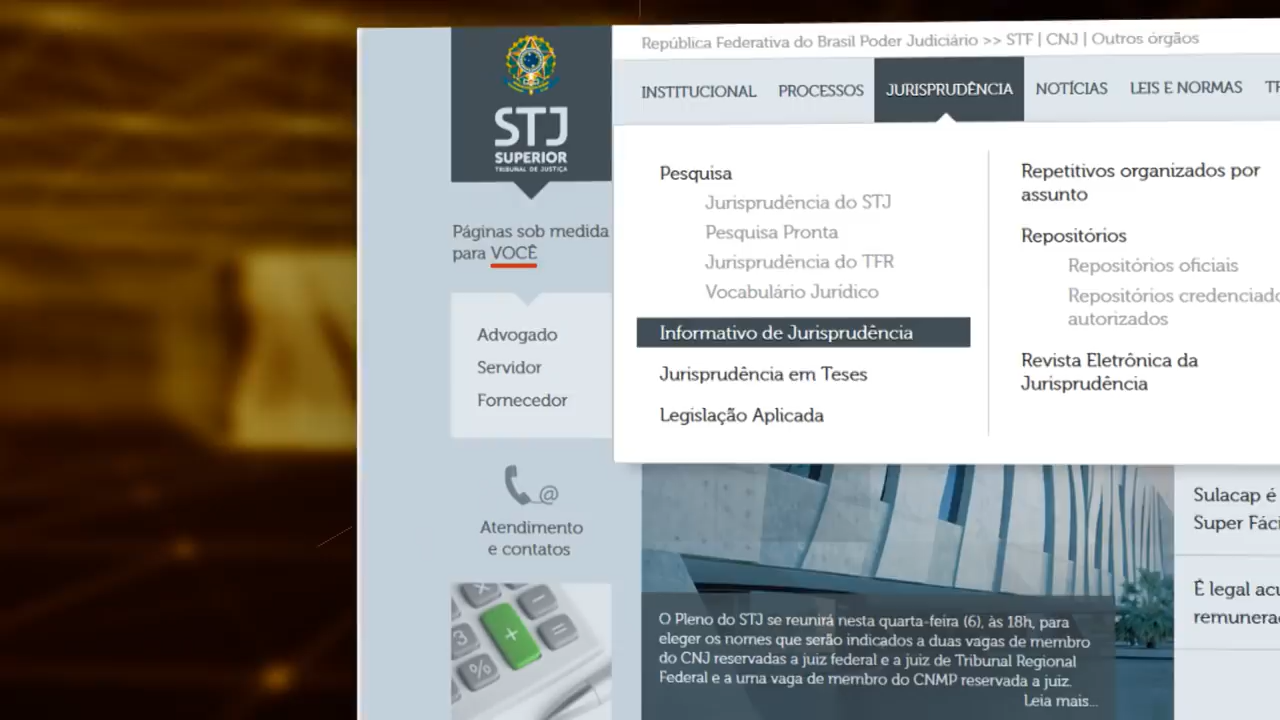 República Federativa do Brasil Poder Judiciário >> STF | CNJ | Outros órgãos
INSTITUCIONAL PROCESSOS JURISPRUDÊNCIA NOTÍCIAS LEIS E NORMAS
STJ
SUPERIOR
TRIBUNAL DE JUSTIÇA
Páginas sob medida
para VOCÊ
Advogado
Servidor
Fornecedor
Atendimento
e contatos
Pesquisa
Jurisprudência do STJ
Pesquisa Pronta
Jurisprudência do TFR
Vocabulário Jurídico
Informativo de Jurisprudência
Jurisprudência em Teses
Legislação Aplicada
Repetitivos organizados por
assunto
Repositórios
Repositórios oficiais
Repositórios credenciado
autorizados
Revista Eletrônica da
Jurisprudência
O Pleno do STJ se reunirá nesta quarta-feira (6), às 18h, para
eleger os nomes que serão indicados a duas vagas de membro
do CNJ reservadas a juiz federal e a juiz de Tribunal Regional
Federal e a uma vaga de membro do CNMP reservada a juiz.
Leia mais...
Sulacap é
Super Fáci
É legal acu
remunera